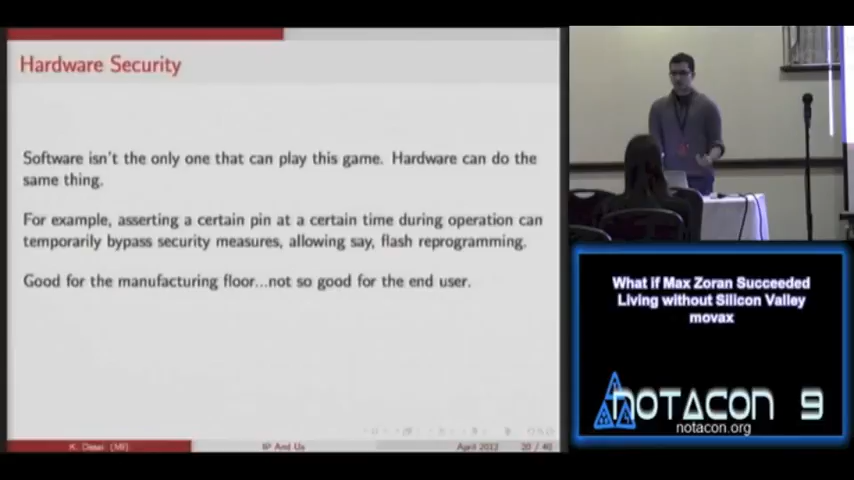 Hardware Security
Software isn't the only one that can play this game. Hardware can do the
same thing.
For example, asserting a certain pin at a certain time during operation can
temporarily bypass security measures, allowing say, flash reprogramming.
Good for the manufacturing floor...not so good for the end user.
IP And Us
April 2012
20 / 40
What if Max Zoran Succeeded
Living without Silicon Valley
movax
NOTACON 9
notacon.org